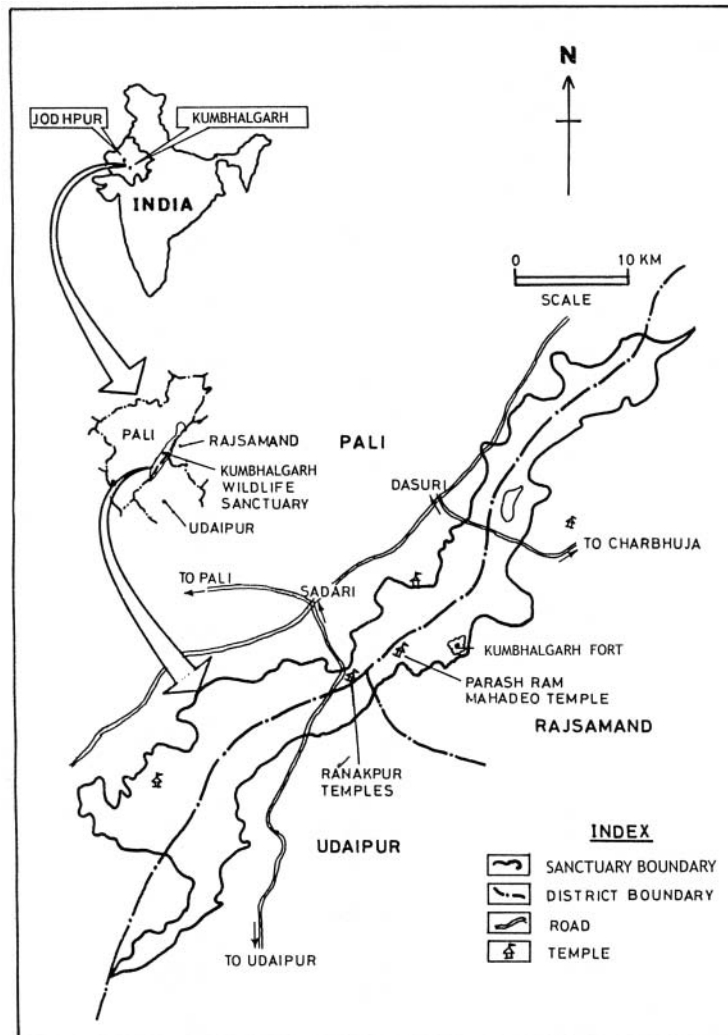 N
JODHPUR
KUMBHALGARH
INDIA
0 10 KM
SCALE
PALI
RAJSAMAND
KUMBHALGARH
WILDLIFE
SANCTUARY
UDAIPUR
PALI
DASURI
TO CHARBHUJA
TO PALI
SADARI
KUMBHALGARH FORT
PARASH RAM
MAHADEO TEMPLE
RAJSAMAND
RANAKPUR
TEMPLES
UDAIPUR
TO UDAIPUR
INDEX
SANCTUARY BOUNDARY
DISTRICT BOUNDARY
ROAD
TEMPLE